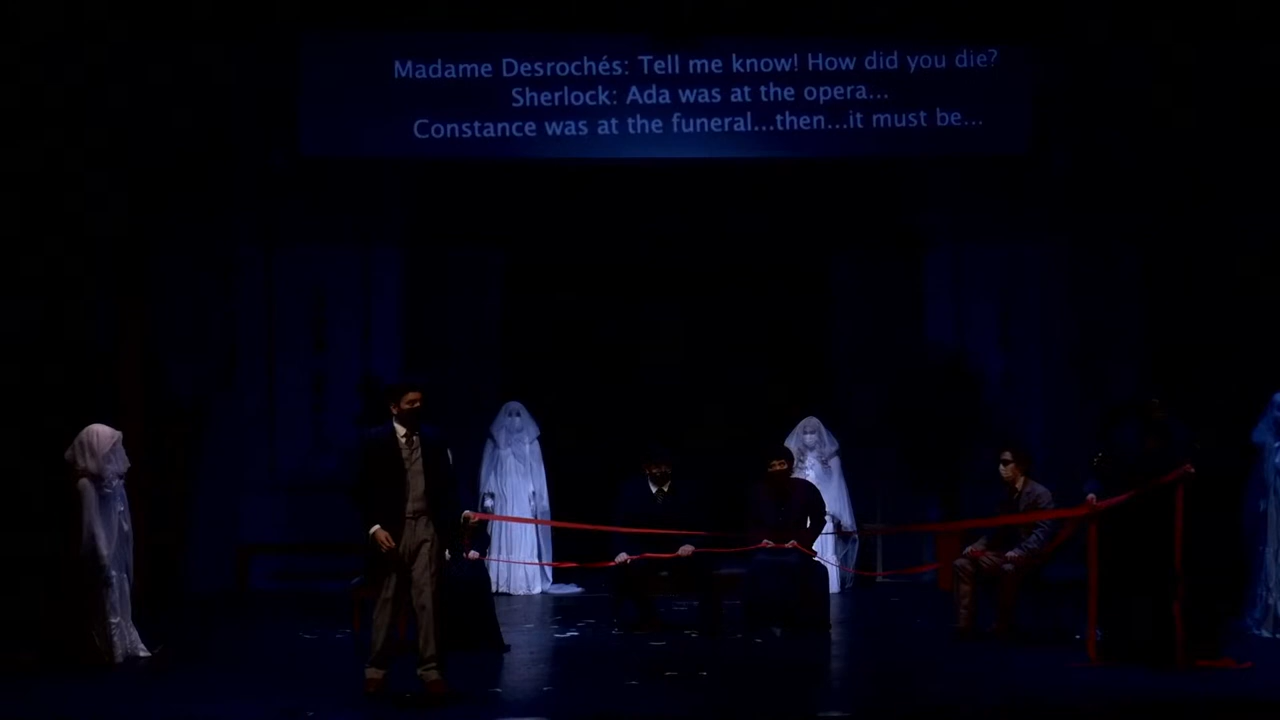 Madame Desrochés: Tell me know! How did you die?
Sherlock: Ada was at the opera...
Constance was at the funeral...then...it must be...